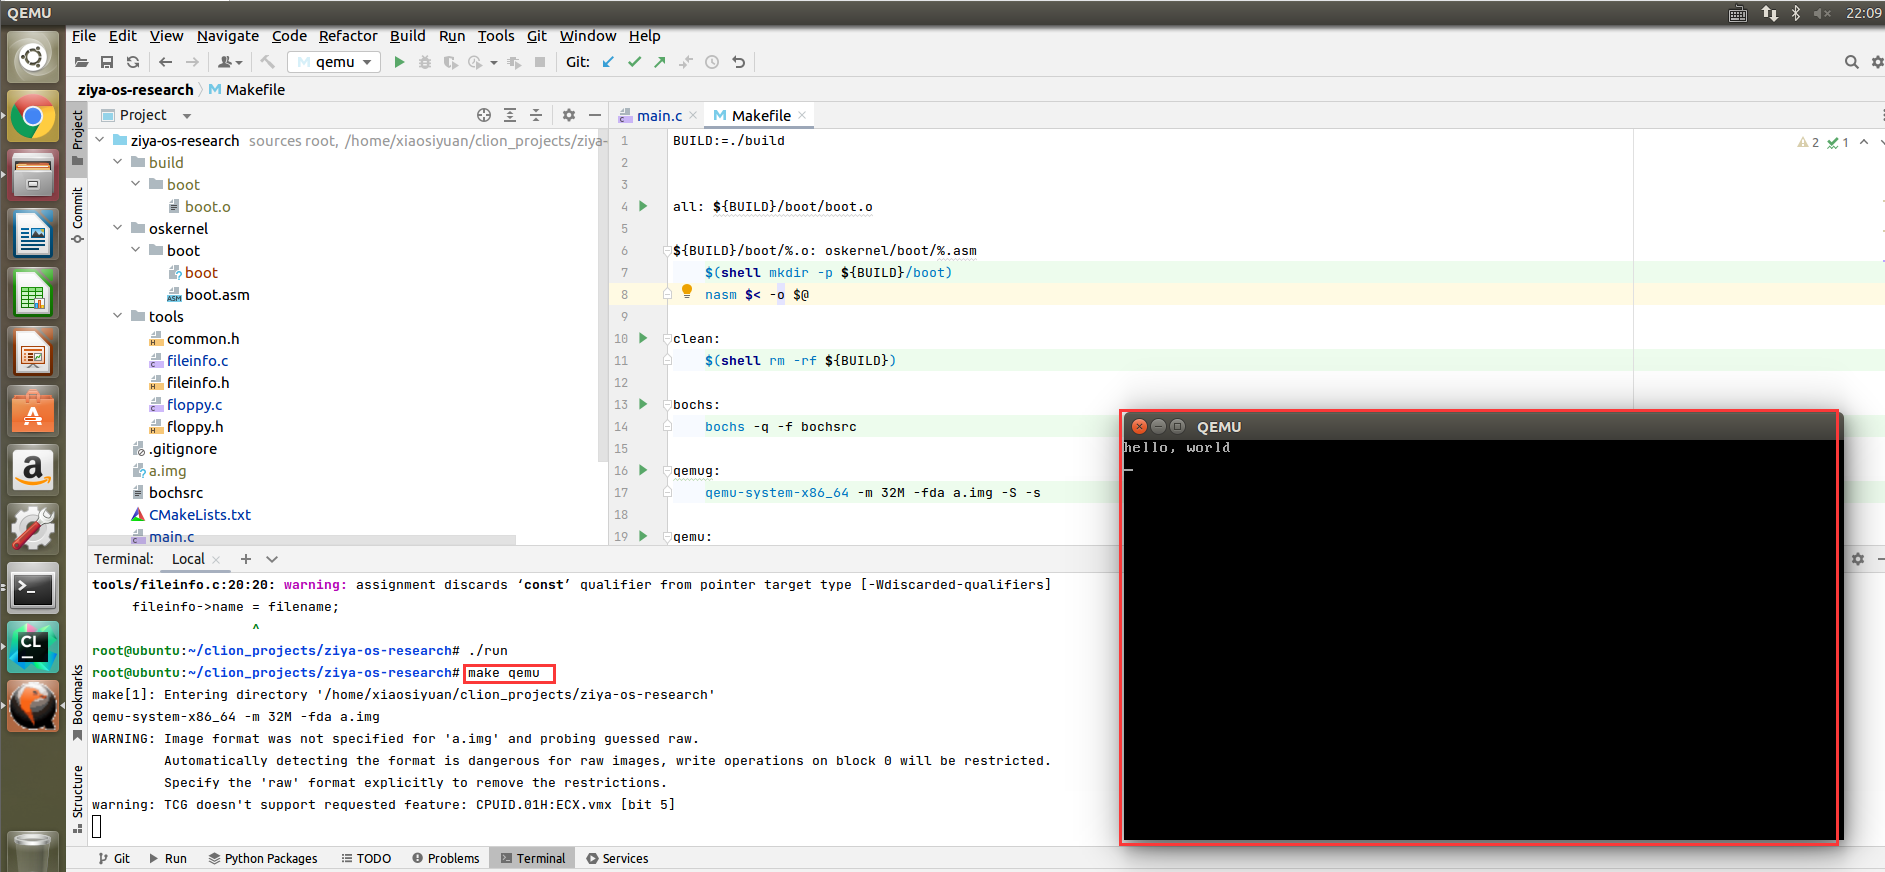 QEMU
22:09
File Edit View Navigate Code Refactor Build Run Tools Git Window Help
qemu
Git:
ziya-os-research Makefile
Project
Project
Commit
Bookmarks
Structure
ziya-os-research sources root, /home/xiaosiyuan/clion_projects/ziya-
build
boot
boot.o
oskernel
boot
boot
boot.asm
tools
common.h
fileinfo.c
fileinfo.h
floppy.c
floppy.h
.gitignore
a.img
bochsrc
CMakeLists.txt
main.c
main.c Makefile
2 1
1 BUILD:=./build
2
3
4 all: ${BUILD}/boot/boot.o
5
6 ${BUILD}/boot/%.o: oskernel/boot/%.asm
7 $(shell mkdir -p ${BUILD}/boot)
8 nasm $< -o $@
9
10 clean:
11 $(shell rm -rf ${BUILD})
12
13 bochs:
14 bochs -q -f bochsrc
15
16 qemug:
17 qemu-system-x86_64 -m 32M -fda a.img -S -s
18
19 qemu:
QEMU
hello, world
Terminal: Local
tools/fileinfo.c:20:20: warning: assignment discards ‘const’ qualifier from pointer target type [-Wdiscarded-qualifiers]
fileinfo->name = filename;
^
root@ubuntu:~/clion_projects/ziya-os-research# ./run
root@ubuntu:~/clion_projects/ziya-os-research# make qemu
make[1]: Entering directory '/home/xiaosiyuan/clion_projects/ziya-os-research'
qemu-system-x86_64 -m 32M -fda a.img
WARNING: Image format was not specified for 'a.img' and probing guessed raw.
Automatically detecting the format is dangerous for raw images, write operations on block 0 will be restricted.
Specify the 'raw' format explicitly to remove the restrictions.
warning: TCG doesn't support requested feature: CPUID.01H:ECX.vmx [bit 5]
Git Run Python Packages TODO Problems Terminal Services